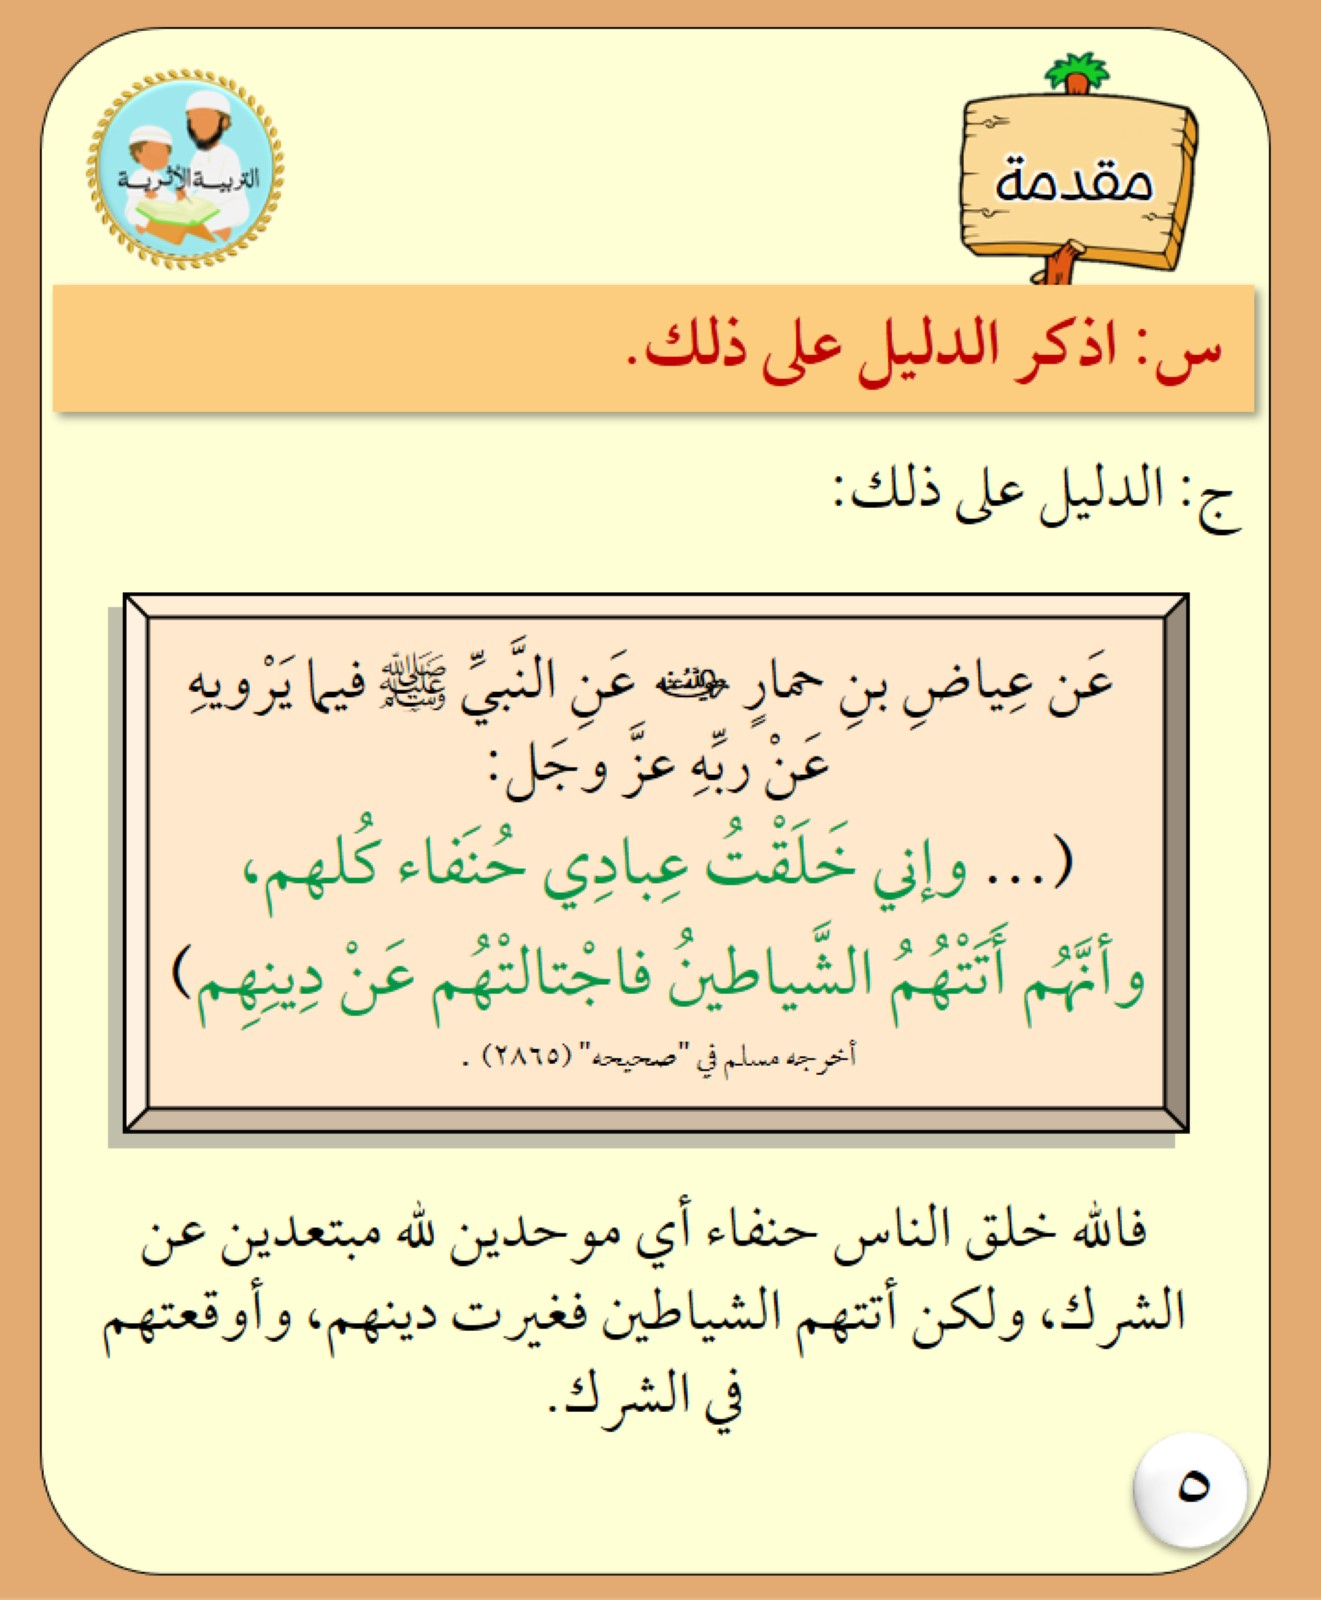 التربية الأثرية
مقدمة
س: اذكر الدليل على ذلك.
ج: الدليل على ذلك:
عَن عِياضِ بنِ حمارٍ رضي الله عنه عَنِ النَّبيِّ ﷺ فيما يَرْويهِ
عَنْ ربِّهِ عزَّ وجَل:
(... وإني خَلَقْتُ عِبادِي حُنَفاء كُلهم،
وأنَّهُم أَتَتْهُمُ الشَّياطينُ فاجْتالتْهُم عَنْ دِينِهِم)
أخرجه مسلم في "صحيحه" (٢٨٦٥) .
فالله خلق الناس حنفاء أي موحدين لله مبتعدين عن
الشرك، ولكن أتتهم الشياطين فغيرت دينهم، وأوقعتهم
في الشرك.
٥